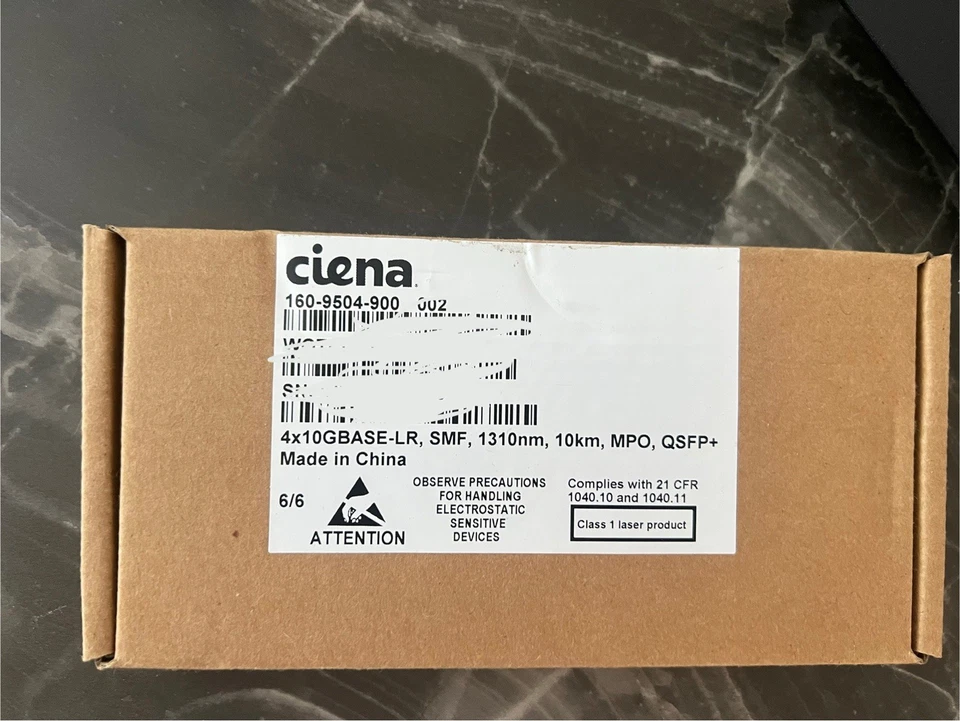 ciena
160-9504-900 002
SN
4x10GBASE-LR, SMF, 1310nm, 10km, MPO, QSFP+
Made in China
6/6
ATTENTION
OBSERVE PRECAUTIONS
FOR HANDLING
ELECTROSTATIC
SENSITIVE
DEVICES
Complies with 21 CFR
1040.10 and 1040.11
Class 1 laser product